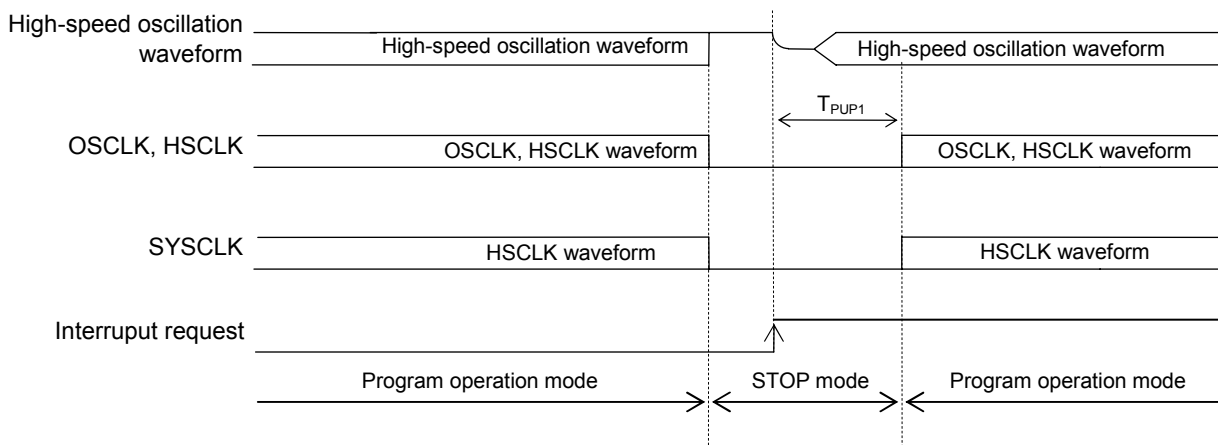 High-speed oscillation
waveform
High-speed oscillation waveform
High-speed oscillation waveform
TPUP1
OSCLK, HSCLK
OSCLK, HSCLK waveform
OSCLK, HSCLK waveform
SYSCLK
HSCLK waveform
HSCLK waveform
Interruput request
Program operation mode
STOP mode
Program operation mode